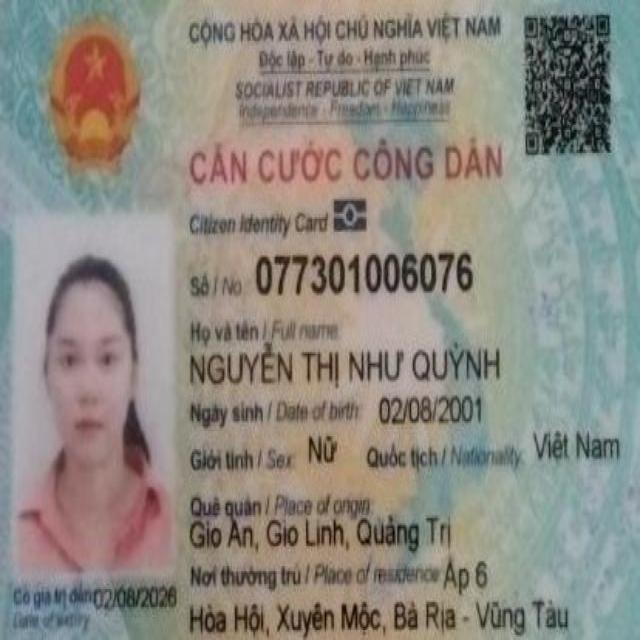 CỘNG HÒA XÃ HỘI CHỦ NGHĨA VIỆT NAM
Độc lập - Tự do - Hạnh phúc
SOCIALIST REPUBLIC OF VIET NAM
Independence - Freedom - Happiness
CĂN CƯỚC CÔNG DÂN
Citizen Identity Card
Số / No. 077301006076
Họ và tên / Full name:
NGUYỄN THỊ NHƯ QUỲNH
Ngày sinh / Date of birth: 02/08/2001
Giới tính / Sex: Nữ Quốc tịch / Nationality: Việt Nam
Quê quán / Place of origin:
Gio An, Gio Linh, Quảng Trị
Nơi thường trú / Place of residence: Ấp 6
Hòa Hội, Xuyên Mộc, Bà Rịa - Vũng Tàu
Có giá trị đến: 02/08/2026
Date of expiry